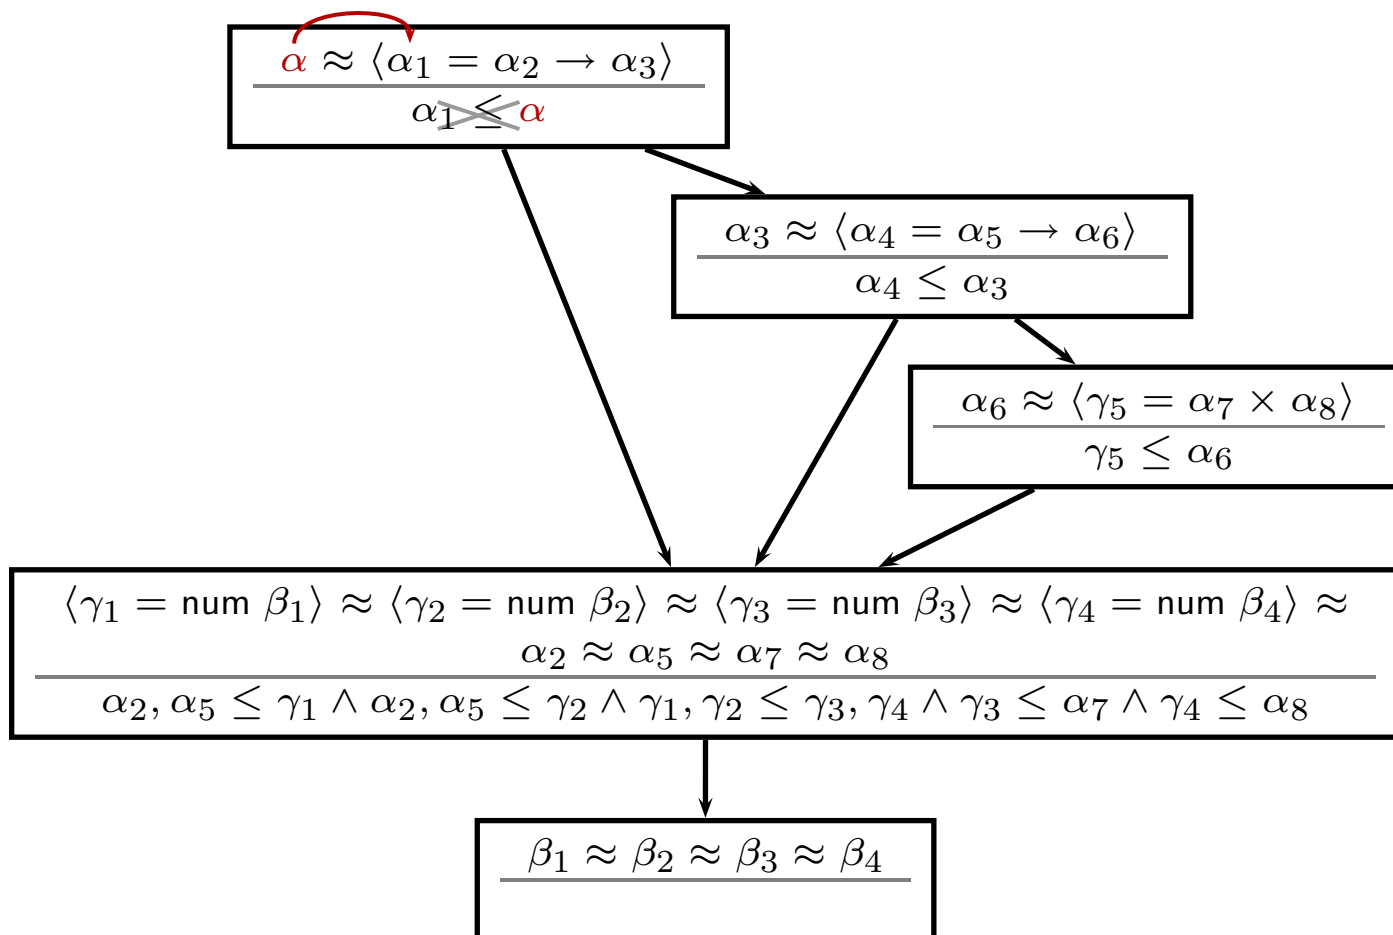 α ≈ ⟨α₁ = α₂ → α₃⟩
α₁ ≤ α
α₃ ≈ ⟨α₄ = α₅ → α₆⟩
α₄ ≤ α₃
α₆ ≈ ⟨γ₅ = α₇ × α₈⟩
γ₅ ≤ α₆
⟨γ₁ = num β₁⟩ ≈ ⟨γ₂ = num β₂⟩ ≈ ⟨γ₃ = num β₃⟩ ≈ ⟨γ₄ = num β₄⟩ ≈
α₂ ≈ α₅ ≈ α₇ ≈ α₈
α₂, α₅ ≤ γ₁ ∧ α₂, α₅ ≤ γ₂ ∧ γ₁, γ₂ ≤ γ₃, γ₄ ∧ γ₃ ≤ α₇ ∧ γ₄ ≤ α₈
β₁ ≈ β₂ ≈ β₃ ≈ β₄